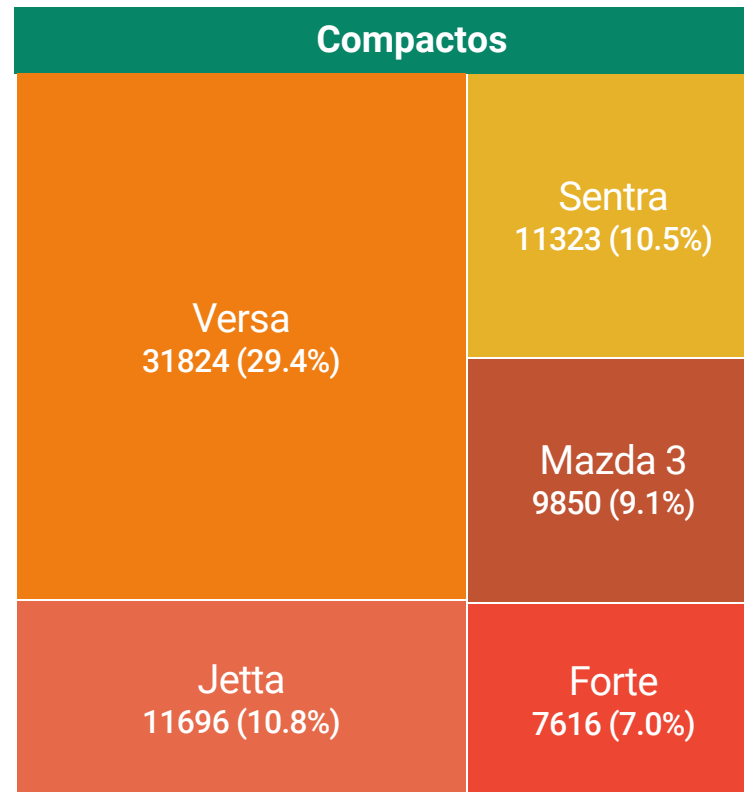 Compactos
Versa
31824 (29.4%)
Jetta
11696 (10.8%)
Sentra
11323 (10.5%)
Mazda 3
9850 (9.1%)
Forte
7616 (7.0%)